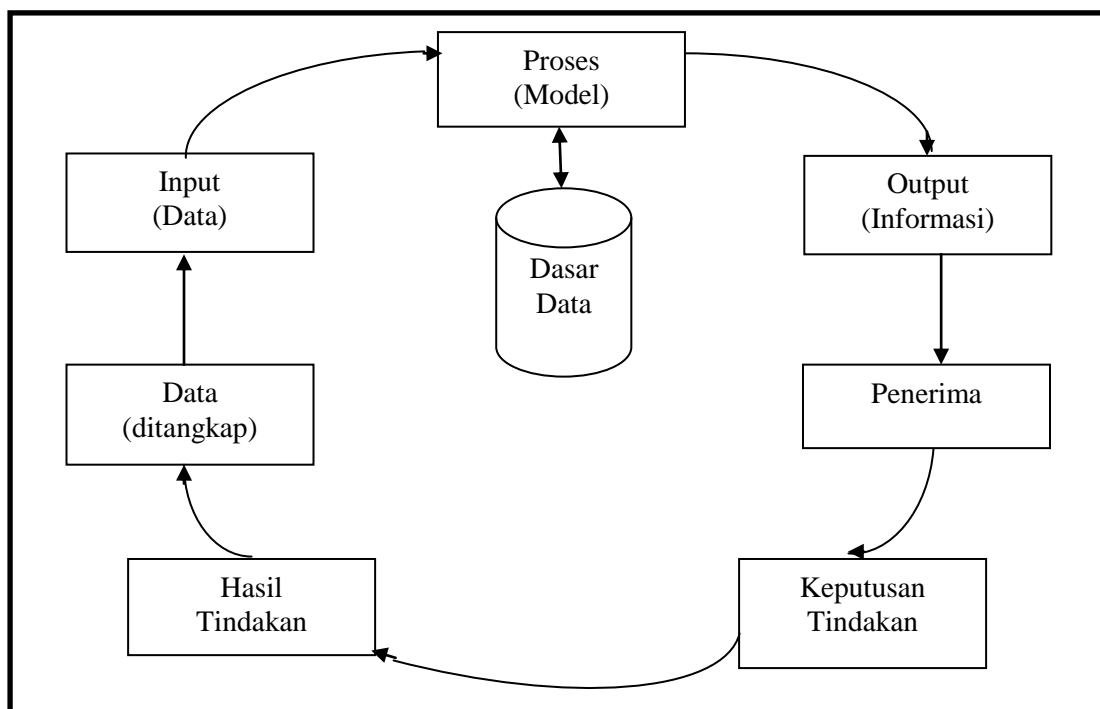 Proses
(Model)
Input
(Data)
Output
(Informasi)
Dasar
Data
Data
(ditangkap)
Penerima
Hasil
Tindakan
Keputusan
Tindakan